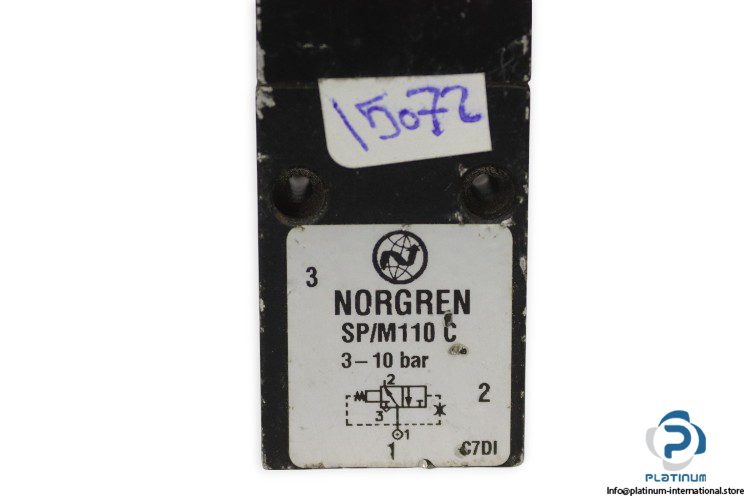 15072
3
NORGREN
SP/M110 C
3-10 bar
2
2
3
1
1
C7DI
PLATINUM
Info@platinum-international.store